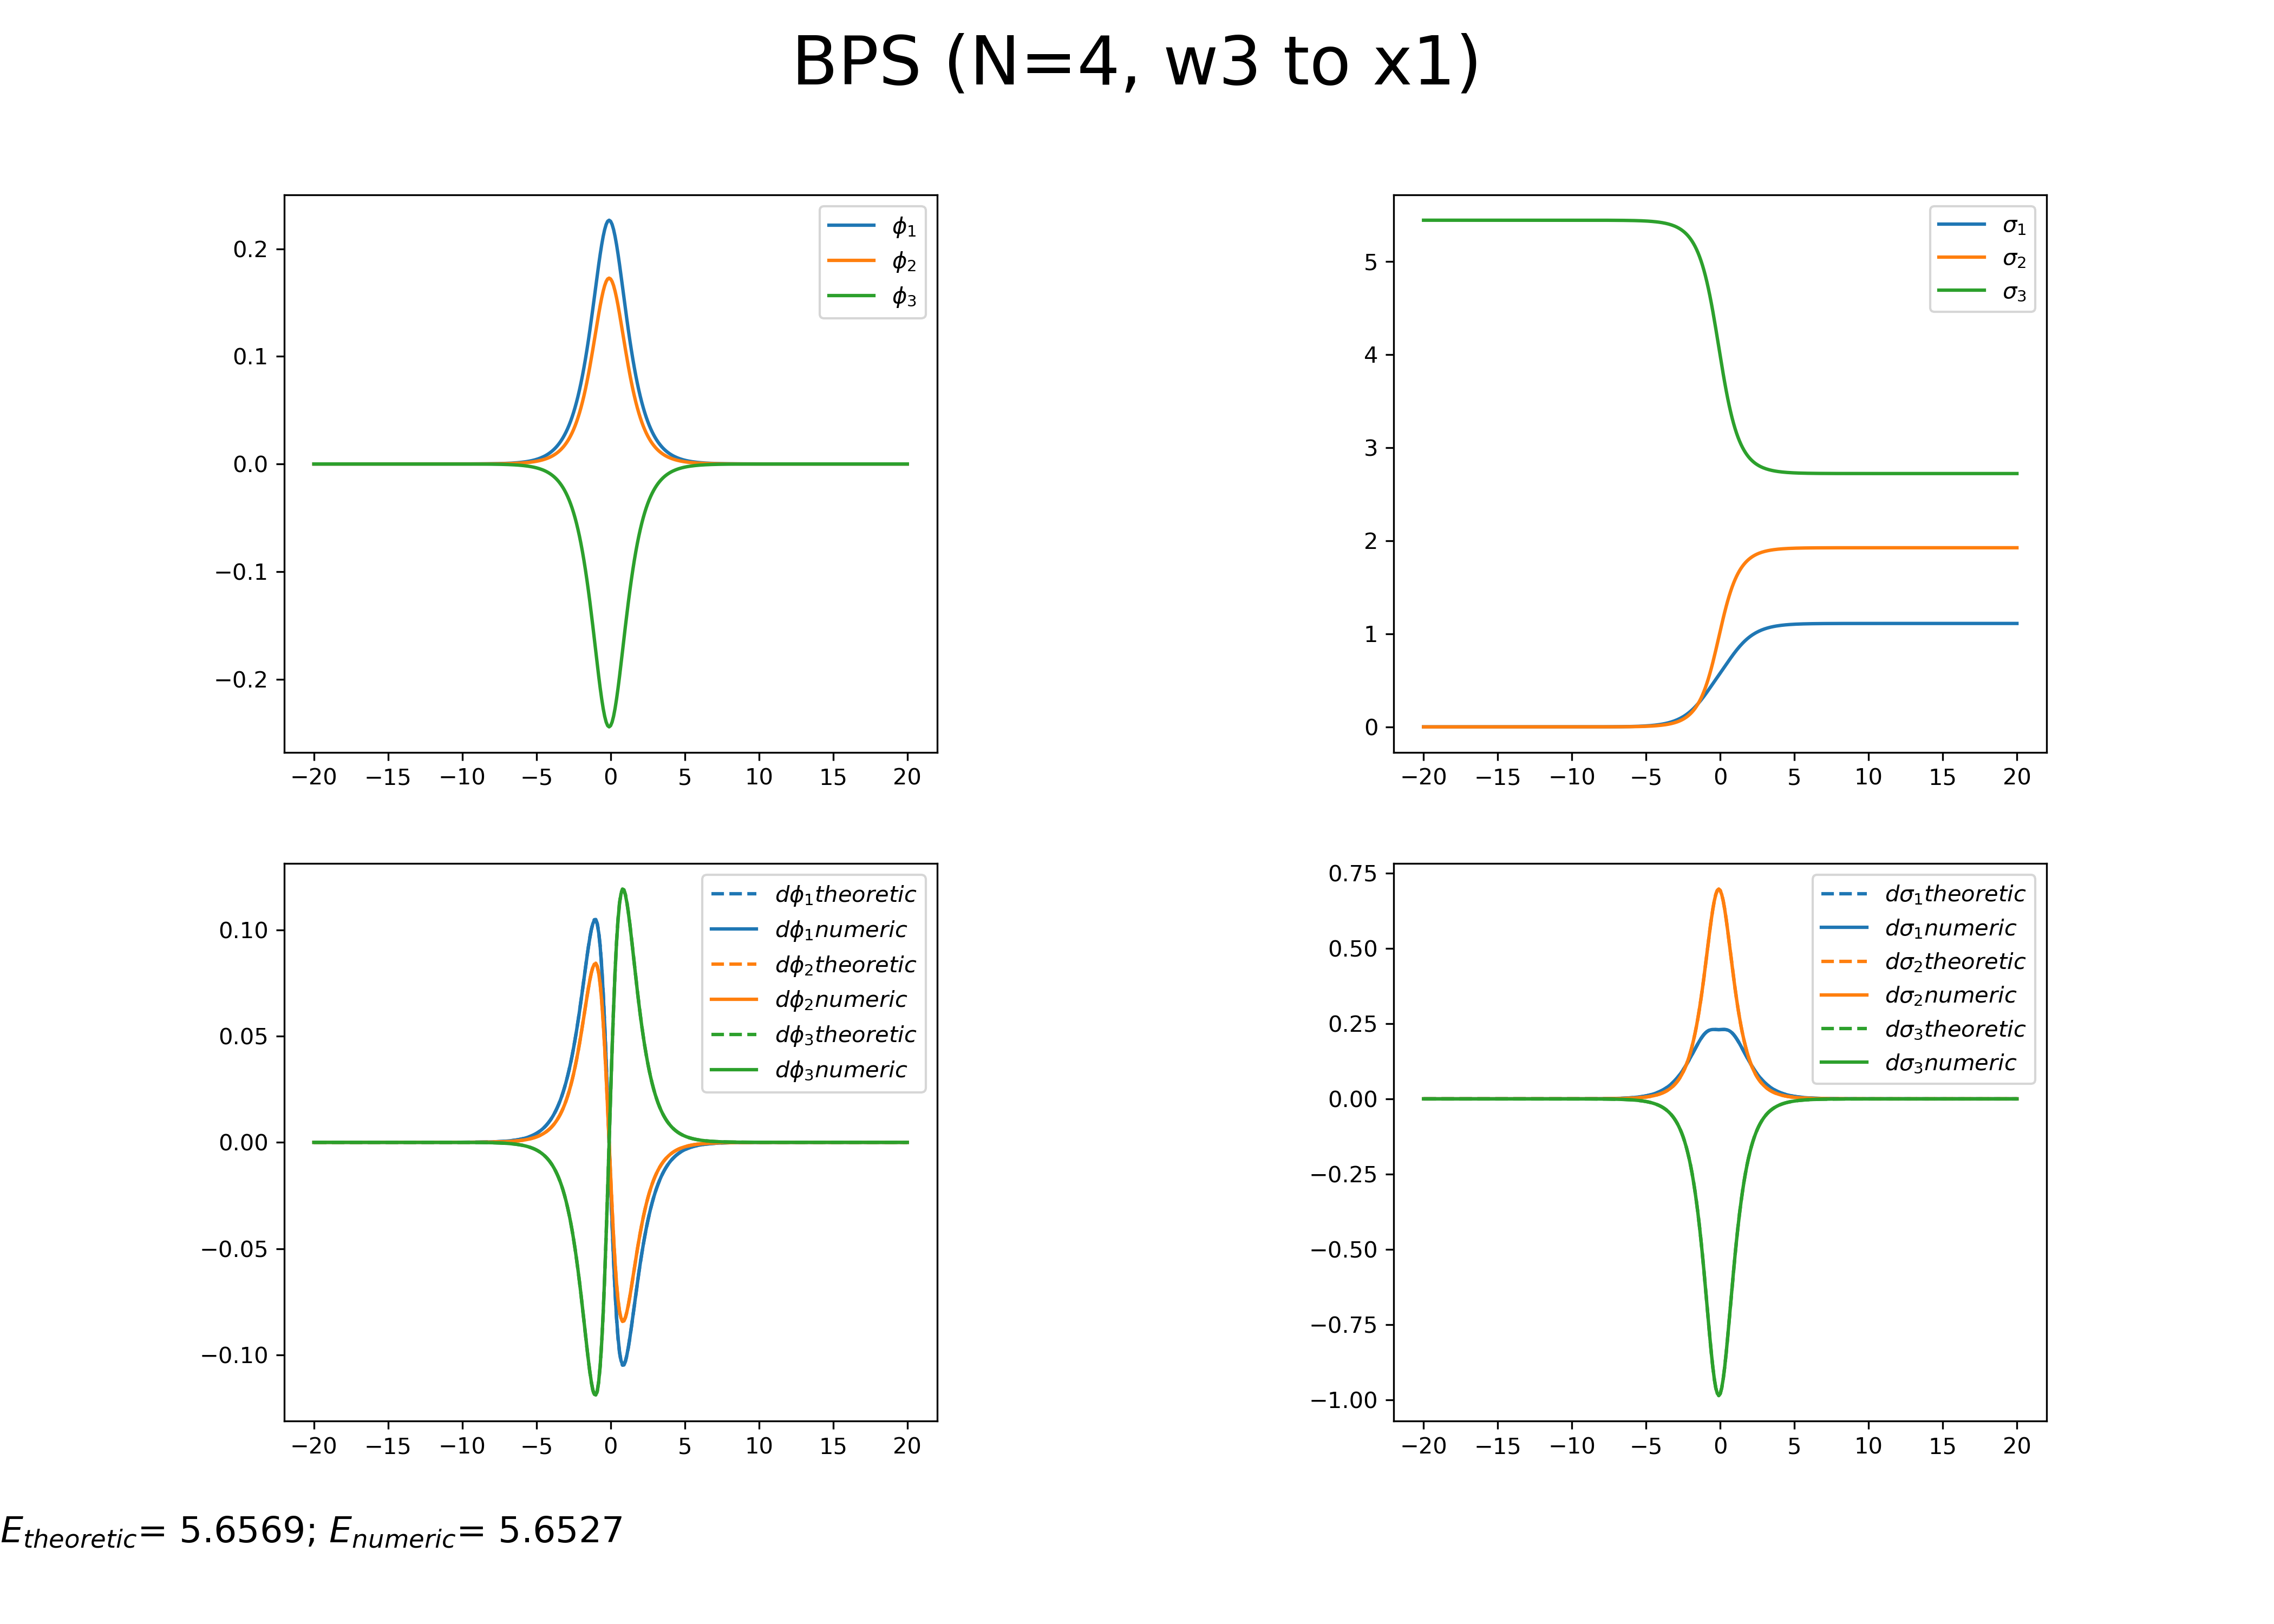 BPS (N=4, w3 to x1)
0.2
0.1
0.0
−0.1
−0.2
−20 −15 −10 −5 0 5 10 15 20
ϕ1
ϕ2
ϕ3
5
4
3
2
1
0
−20 −15 −10 −5 0 5 10 15 20
σ1
σ2
σ3
0.10
0.05
0.00
−0.05
−0.10
−20 −15 −10 −5 0 5 10 15 20
dϕ1theoretic
dϕ1numeric
dϕ2theoretic
dϕ2numeric
dϕ3theoretic
dϕ3numeric
0.75
0.50
0.25
0.00
−0.25
−0.50
−0.75
−1.00
−20 −15 −10 −5 0 5 10 15 20
dσ1theoretic
dσ1numeric
dσ2theoretic
dσ2numeric
dσ3theoretic
dσ3numeric
Etheoretic= 5.6569; Enumeric= 5.6527